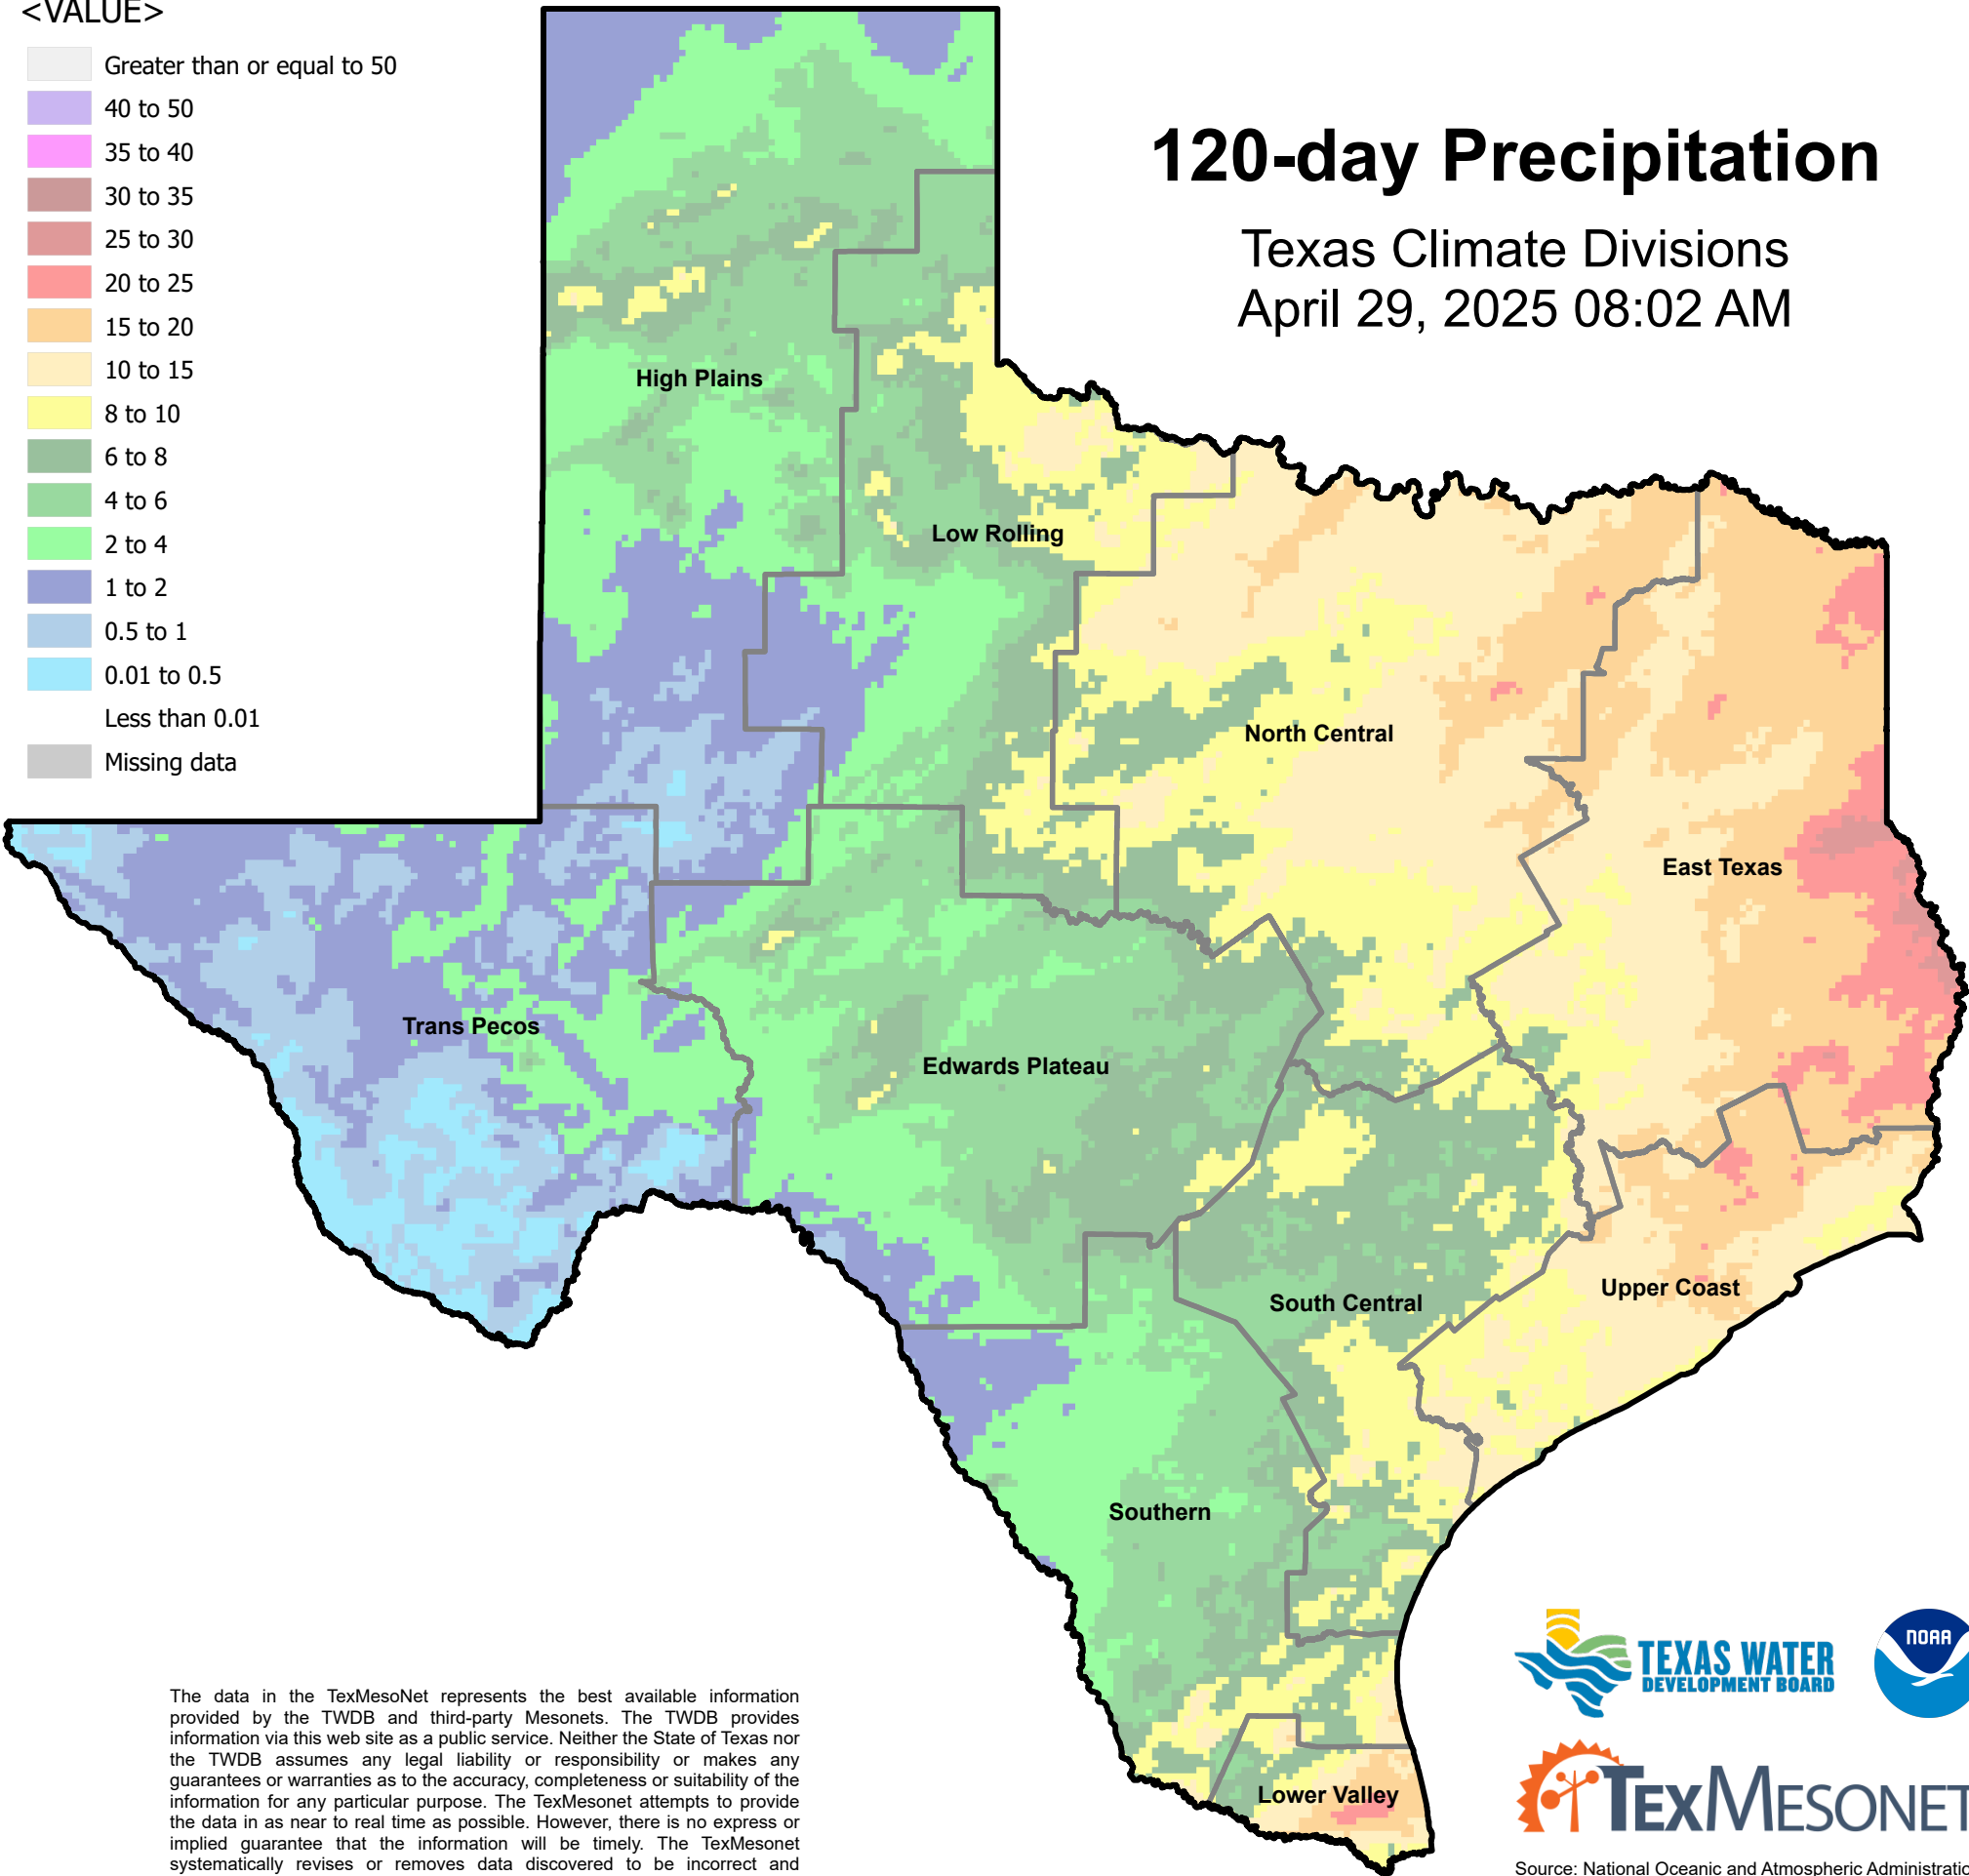 <VALUE>
Greater than or equal to 50
40 to 50
35 to 40
30 to 35
25 to 30
20 to 25
15 to 20
10 to 15
8 to 10
6 to 8
4 to 6
2 to 4
1 to 2
0.5 to 1
0.01 to 0.5
Less than 0.01
Missing data
120-day Precipitation
Texas Climate Divisions
April 29, 2025 08:02 AM
High Plains
Low Rolling
North Central
East Texas
Trans Pecos
Edwards Plateau
South Central
Upper Coast
Southern
Lower Valley
The data in the TexMesoNet represents the best available information
provided by the TWDB and third-party Mesonets. The TWDB provides
information via this web site as a public service. Neither the State of Texas nor
the TWDB assumes any legal liability or responsibility or makes any
guarantees or warranties as to the accuracy, completeness or suitability of the
information for any particular purpose. The TexMesonet attempts to provide
the data in as near to real time as possible. However, there is no express or
implied guarantee that the information will be timely. The TexMesonet
systematically revises or removes data discovered to be incorrect and
TEXAS WATER
DEVELOPMENT BOARD
NOAA
TEXMESONET
Source: National Oceanic and Atmospheric Administratio